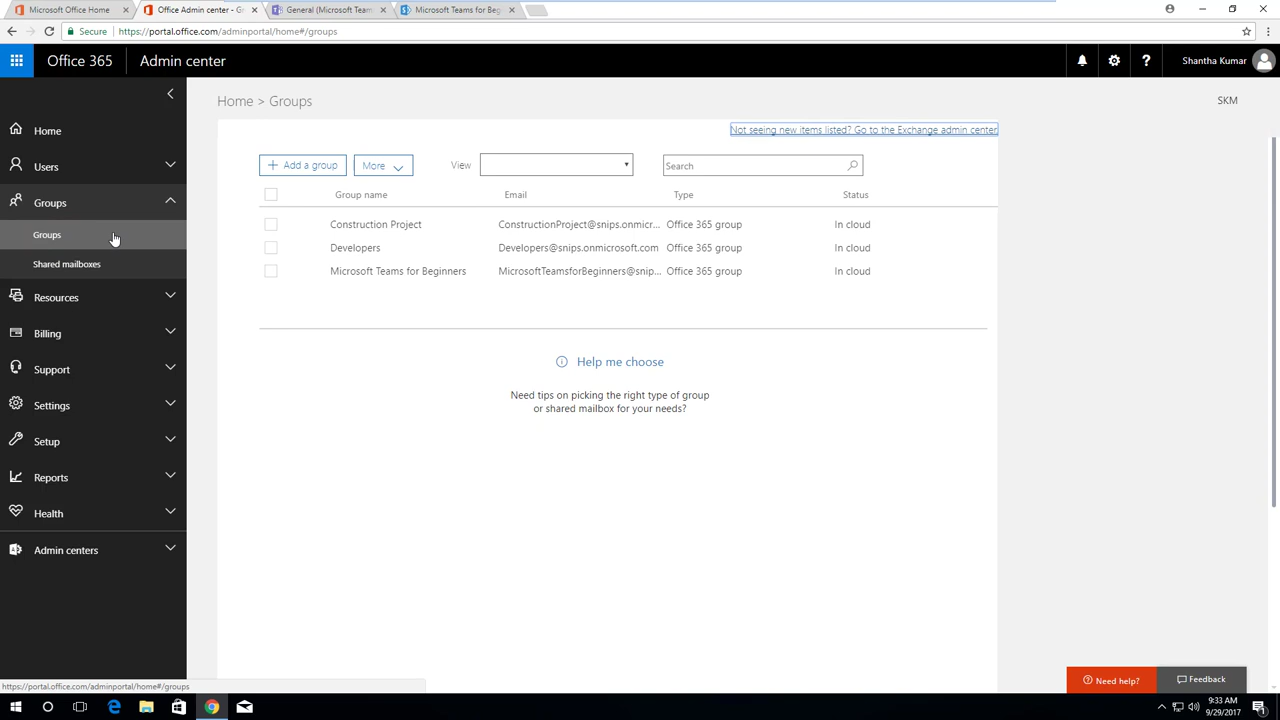 Microsoft Office Home
Office Admin center - G
General (Microsoft Team
Microsoft Teams for Beg
Secure
https://portal.office.com/adminportal/home#/groups
Office 365
Admin center
Shantha Kumar
Home > Groups
SKM
Home
Users
Groups
Groups
Shared mailboxes
Resources
Billing
Support
Settings
Setup
Reports
Health
Admin centers
Not seeing new items listed? Go to the Exchange admin center.
+ Add a group
More
View
Search
Group name Email Type Status
Construction Project ConstructionProject@snips.onmicr... Office 365 group In cloud
Developers Developers@snips.onmicrosoft.com Office 365 group In cloud
Microsoft Teams for Beginners MicrosoftTeamsforBeginners@snip... Office 365 group In cloud
Help me choose
Need tips on picking the right type of group
or shared mailbox for your needs?
Need help?
Feedback
https://portal.office.com/adminportal/home#/groups
9:33 AM
9/29/2017